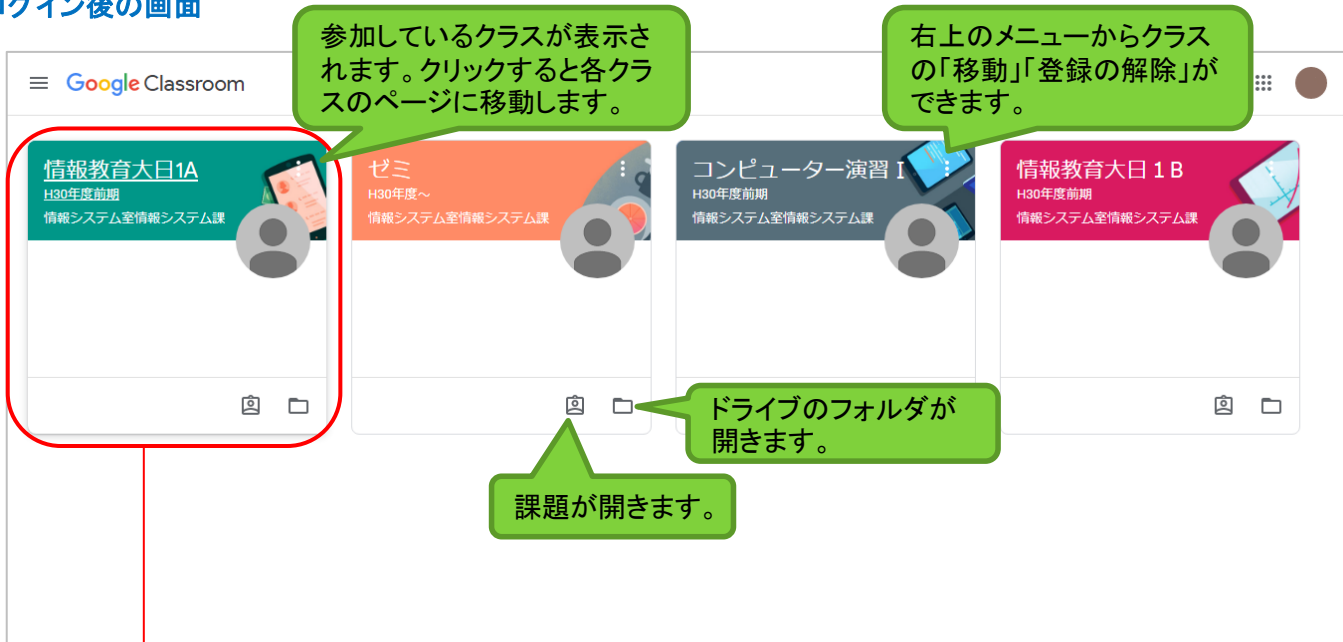 ログイン後の画面
参加しているクラスが表示さ
れます。クリックすると各クラ
スのページに移動します。
右上のメニューからクラス
の「移動」「登録の解除」が
できます。
Google Classroom
情報教育大日1A
H30年度前期
情報システム室情報システム課
ゼミ
H30年度～
情報システム室情報システム課
コンピューター演習 I
H30年度前期
情報システム室情報システム課
情報教育大日１B
H30年度前期
情報システム室情報システム課
ドライブのフォルダが
開きます。
課題が開きます。